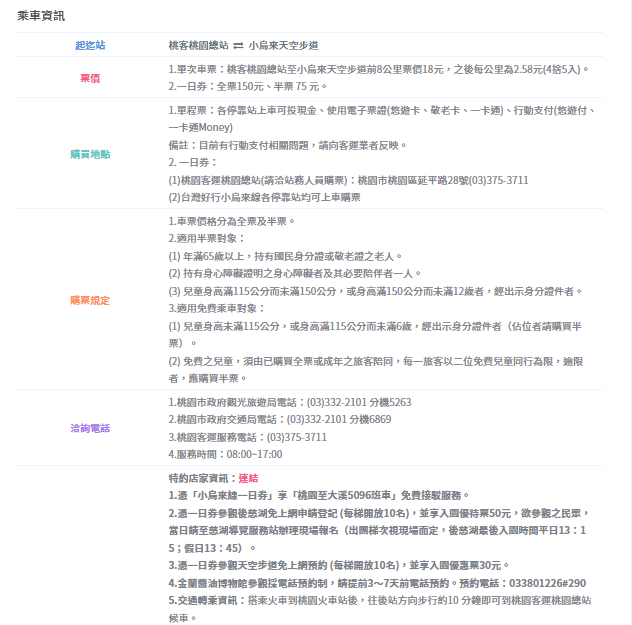 乘車資訊
起迄站
桃客桃園總站 ⇌ 小烏來天空步道
票價
1.單次車票：桃客桃園總站至小烏來天空步道前8公里票價18元，之後每公里為2.58元(4捨5入)。
2.一日券：全票150元、半票 75 元。
購買地點
1.單程票：各停靠站上車可投現金、使用電子票證(悠遊卡、敬老卡、一卡通)、行動支付(悠遊付、
一卡通Money)
備註：目前有行動支付相關問題，請向客運業者反映。
2. 一日券：
(1)桃園客運桃園總站(請洽站務人員購票)：桃園市桃園區延平路28號(03)375-3711
(2)台灣好行小烏來線各停靠站均可上車購票
購票規定
1.車票價格分為全票及半票。
2.適用半票對象：
(1) 年滿65歲以上，持有國民身分證或敬老證之老人。
(2) 持有身心障礙證明之身心障礙者及其必要陪伴者一人。
(3) 兒童身高滿115公分而未滿150公分，或身高滿150公分而未滿12歲者，經出示身分證件者。
3.適用免費乘車對象：
(1) 兒童身高未滿115公分，或身高滿115公分而未滿6歲，經出示身分證件者（佔位者請購買半
票）。
(2) 免費之兒童，須由已購買全票或成年之旅客陪同，每一旅客以二位免費兒童同行為限，逾限
者，應購買半票。
洽詢電話
1.桃園市政府觀光旅遊局電話：(03)332-2101 分機5263
2.桃園市政府交通局電話：(03)332-2101 分機6869
3.桃園客運服務電話：(03)375-3711
4.服務時間：08:00~17:00
特約店家資訊：連結
1.憑「小烏來線一日券」享「桃園至大溪5096班車」免費接駁服務。
2.憑一日券參觀後慈湖免上網申請登記 (每梯開放10名)，並享入園優待票50元，欲參觀之民眾，
當日請至慈湖導覽服務站辦理現場報名（出團梯次視現場而定，後慈湖最後入園時間平日13：1
5；假日13：45）。
3.憑一日券參觀天空步道免上網預約 (每梯開放10名)，並享入園優惠票30元。
4.金蘭醬油博物館參觀採電話預約制，請提前3～7天前電話預約。預約電話：033801226#290
5.交通轉乘資訊：搭乘火車到桃園火車站後，往後站方向步行約10 分鐘即可到桃園客運桃園總站
候車。